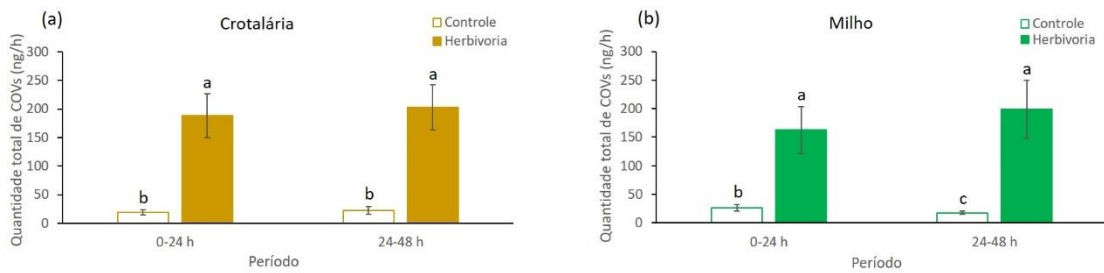 (a)
Crotalária
Controle
Herbivoria
Quantidade total de COVs (ng/h)
300
250
200
150
100
50
0
b
a
b
a
0-24 h
24-48 h
Período
(b)
Milho
Controle
Herbivoria
Quantidade total de COVs (ng/h)
300
250
200
150
100
50
0
b
a
c
a
0-24 h
24-48 h
Período